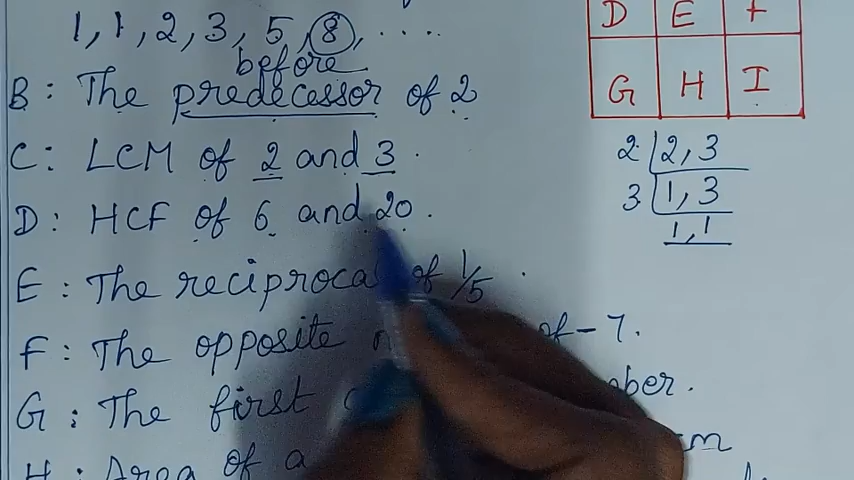 1, 1, 2, 3, 5, 8, ....
before
B: The predecessor of 2
C: LCM of 2 and 3.
D: HCF of 6 and 20.
E: The reciprocal of 1/5.
F: The opposite of -7.
G: The first
H: Area of a
D E
G H I
2 | 2, 3
3 | 1, 3
1, 1